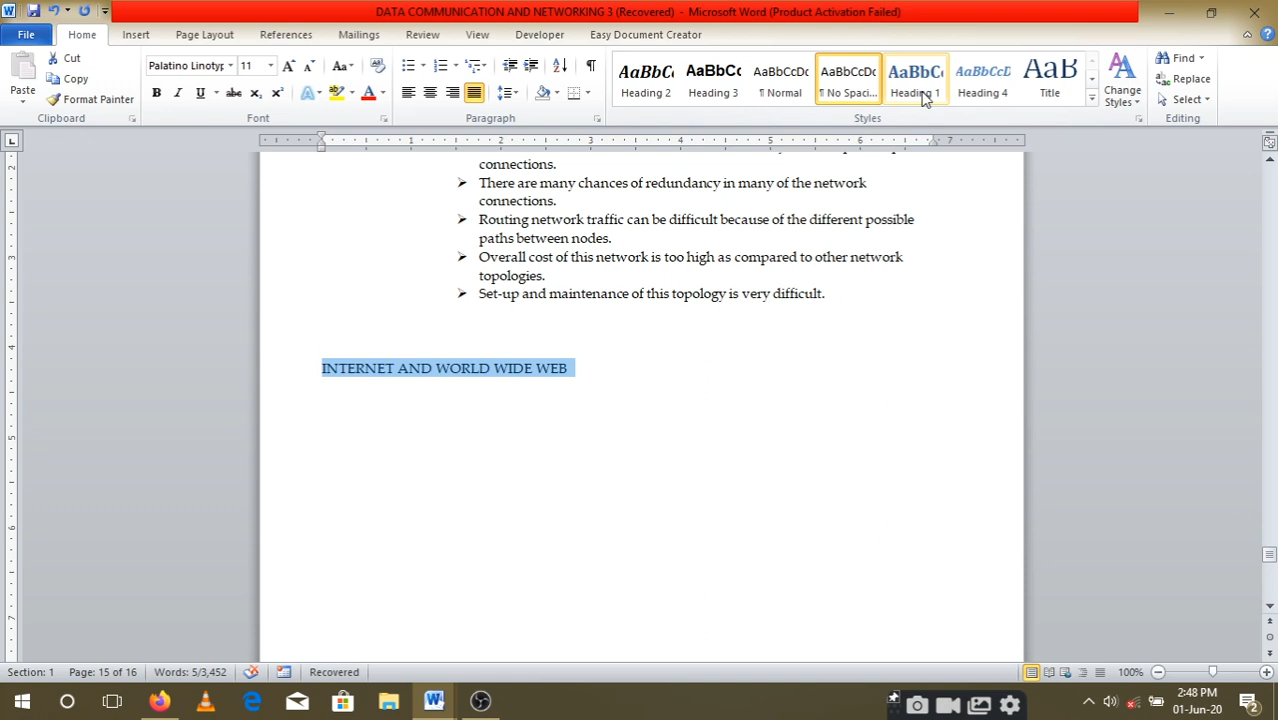 DATA COMMUNICATION AND NETWORKING 3 (Recovered) - Microsoft Word (Product Activation Failed)
File Home Insert Page Layout References Mailings Review View Developer Easy Document Creator
Cut
Copy
Format Painter
Paste
Clipboard
Palatino Linotyp 11
Font
Paragraph
AaBbC AaBbCc AaBbCcDc AaBbCcDc AaBbC AaBbCcD AaB
Heading 2 Heading 3 ¶ Normal ¶ No Spaci... Heading 1 Heading 4 Title
Change Styles
Styles
Find
Replace
Select
Editing
connections.
There are many chances of redundancy in many of the network
connections.
Routing network traffic can be difficult because of the different possible
paths between nodes.
Overall cost of this network is too high as compared to other network
topologies.
Set-up and maintenance of this topology is very difficult.
INTERNET AND WORLD WIDE WEB
Section: 1 Page: 15 of 16 Words: 5/3,452 Recovered 100%
2:48 PM
01-Jun-20
2